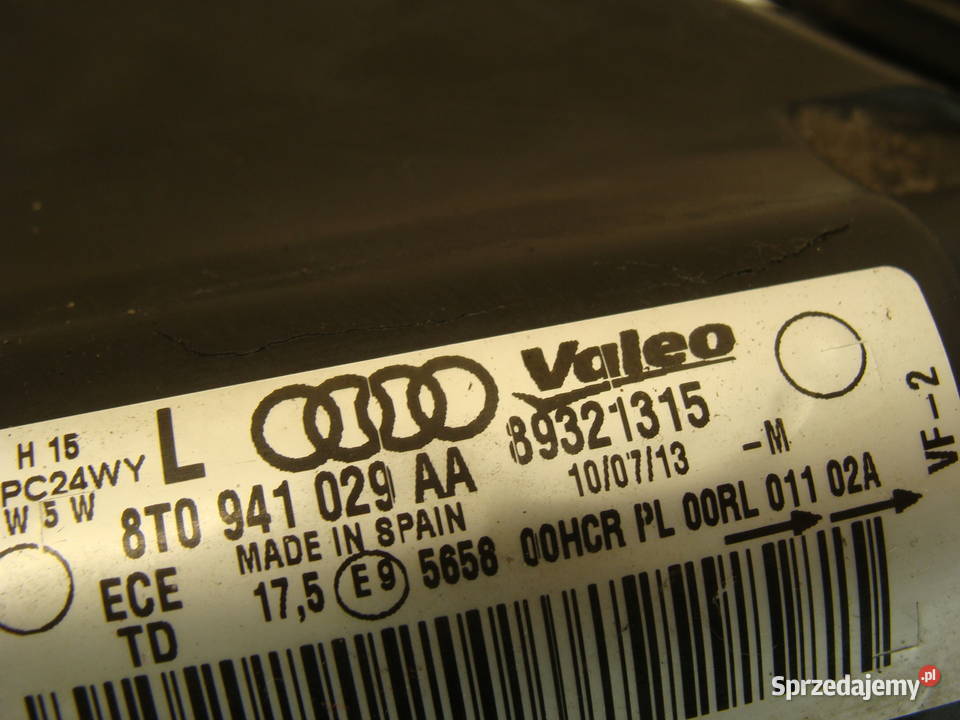 Valeo
H 15 L 89321315
PC24WY 8T0 941 029 AA 10/07/13 -M VF-2
W 5 W MADE IN SPAIN
ECE 17,5 E9 5658 00HCR PL 00RL 011 02A
TD
Sprzedajemy.pl